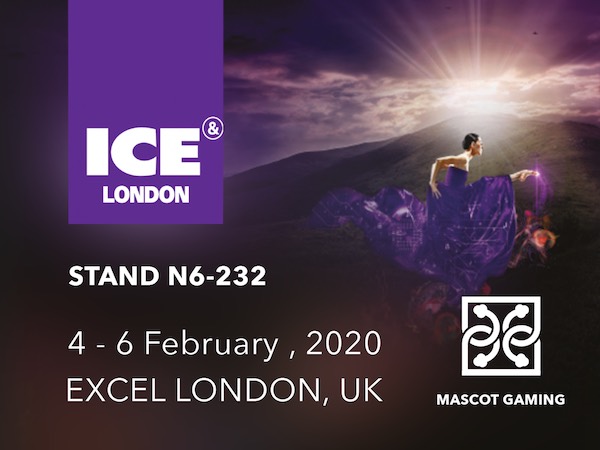 ICE &
LONDON
STAND N6-232
4 - 6 February , 2020
EXCEL LONDON, UK
MASCOT GAMING